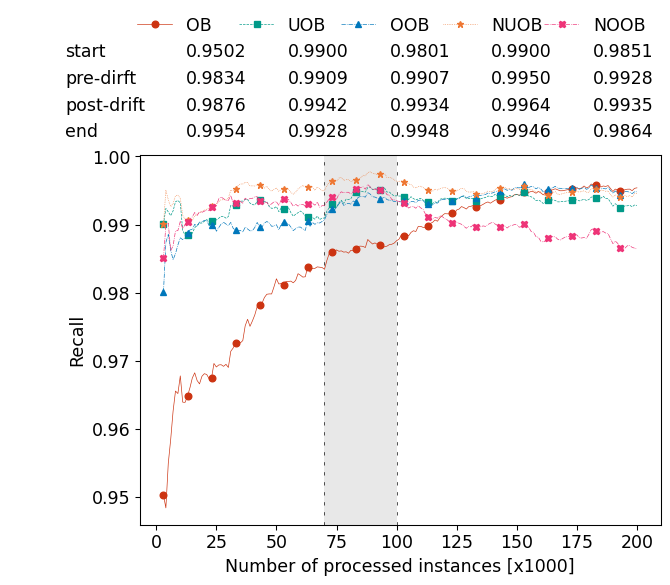 OB UOB OOB NUOB NOOB
start 0.9502 0.9900 0.9801 0.9900 0.9851
pre-dirft 0.9834 0.9909 0.9907 0.9950 0.9928
post-drift 0.9876 0.9942 0.9934 0.9964 0.9935
end 0.9954 0.9928 0.9948 0.9946 0.9864
1.00
0.99
0.98
0.97
0.96
0.95
Recall
0 25 50 75 100 125 150 175 200
Number of processed instances [x1000]